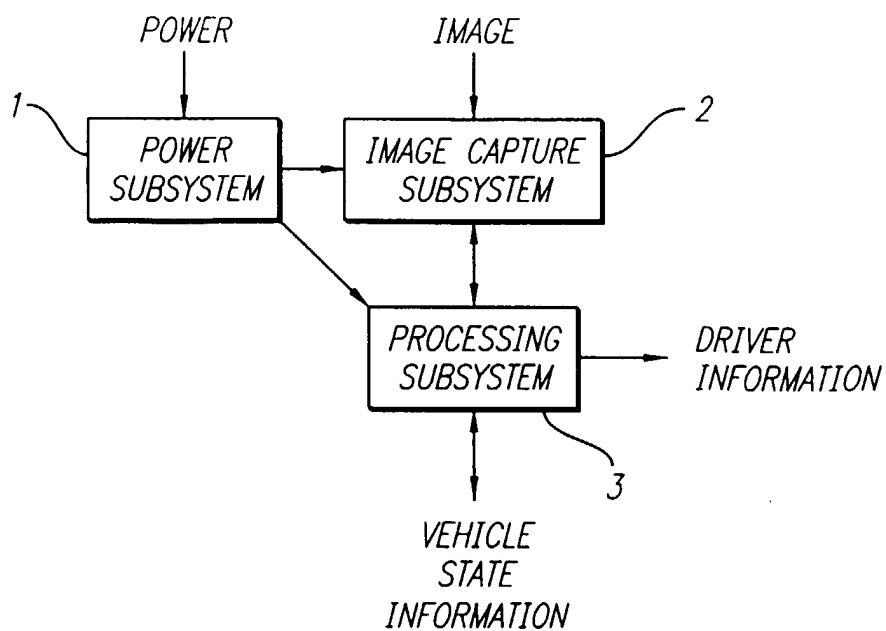 POWER
IMAGE
1
POWER
SUBSYSTEM
IMAGE CAPTURE
SUBSYSTEM
2
PROCESSING
SUBSYSTEM
DRIVER
INFORMATION
3
VEHICLE
STATE
INFORMATION